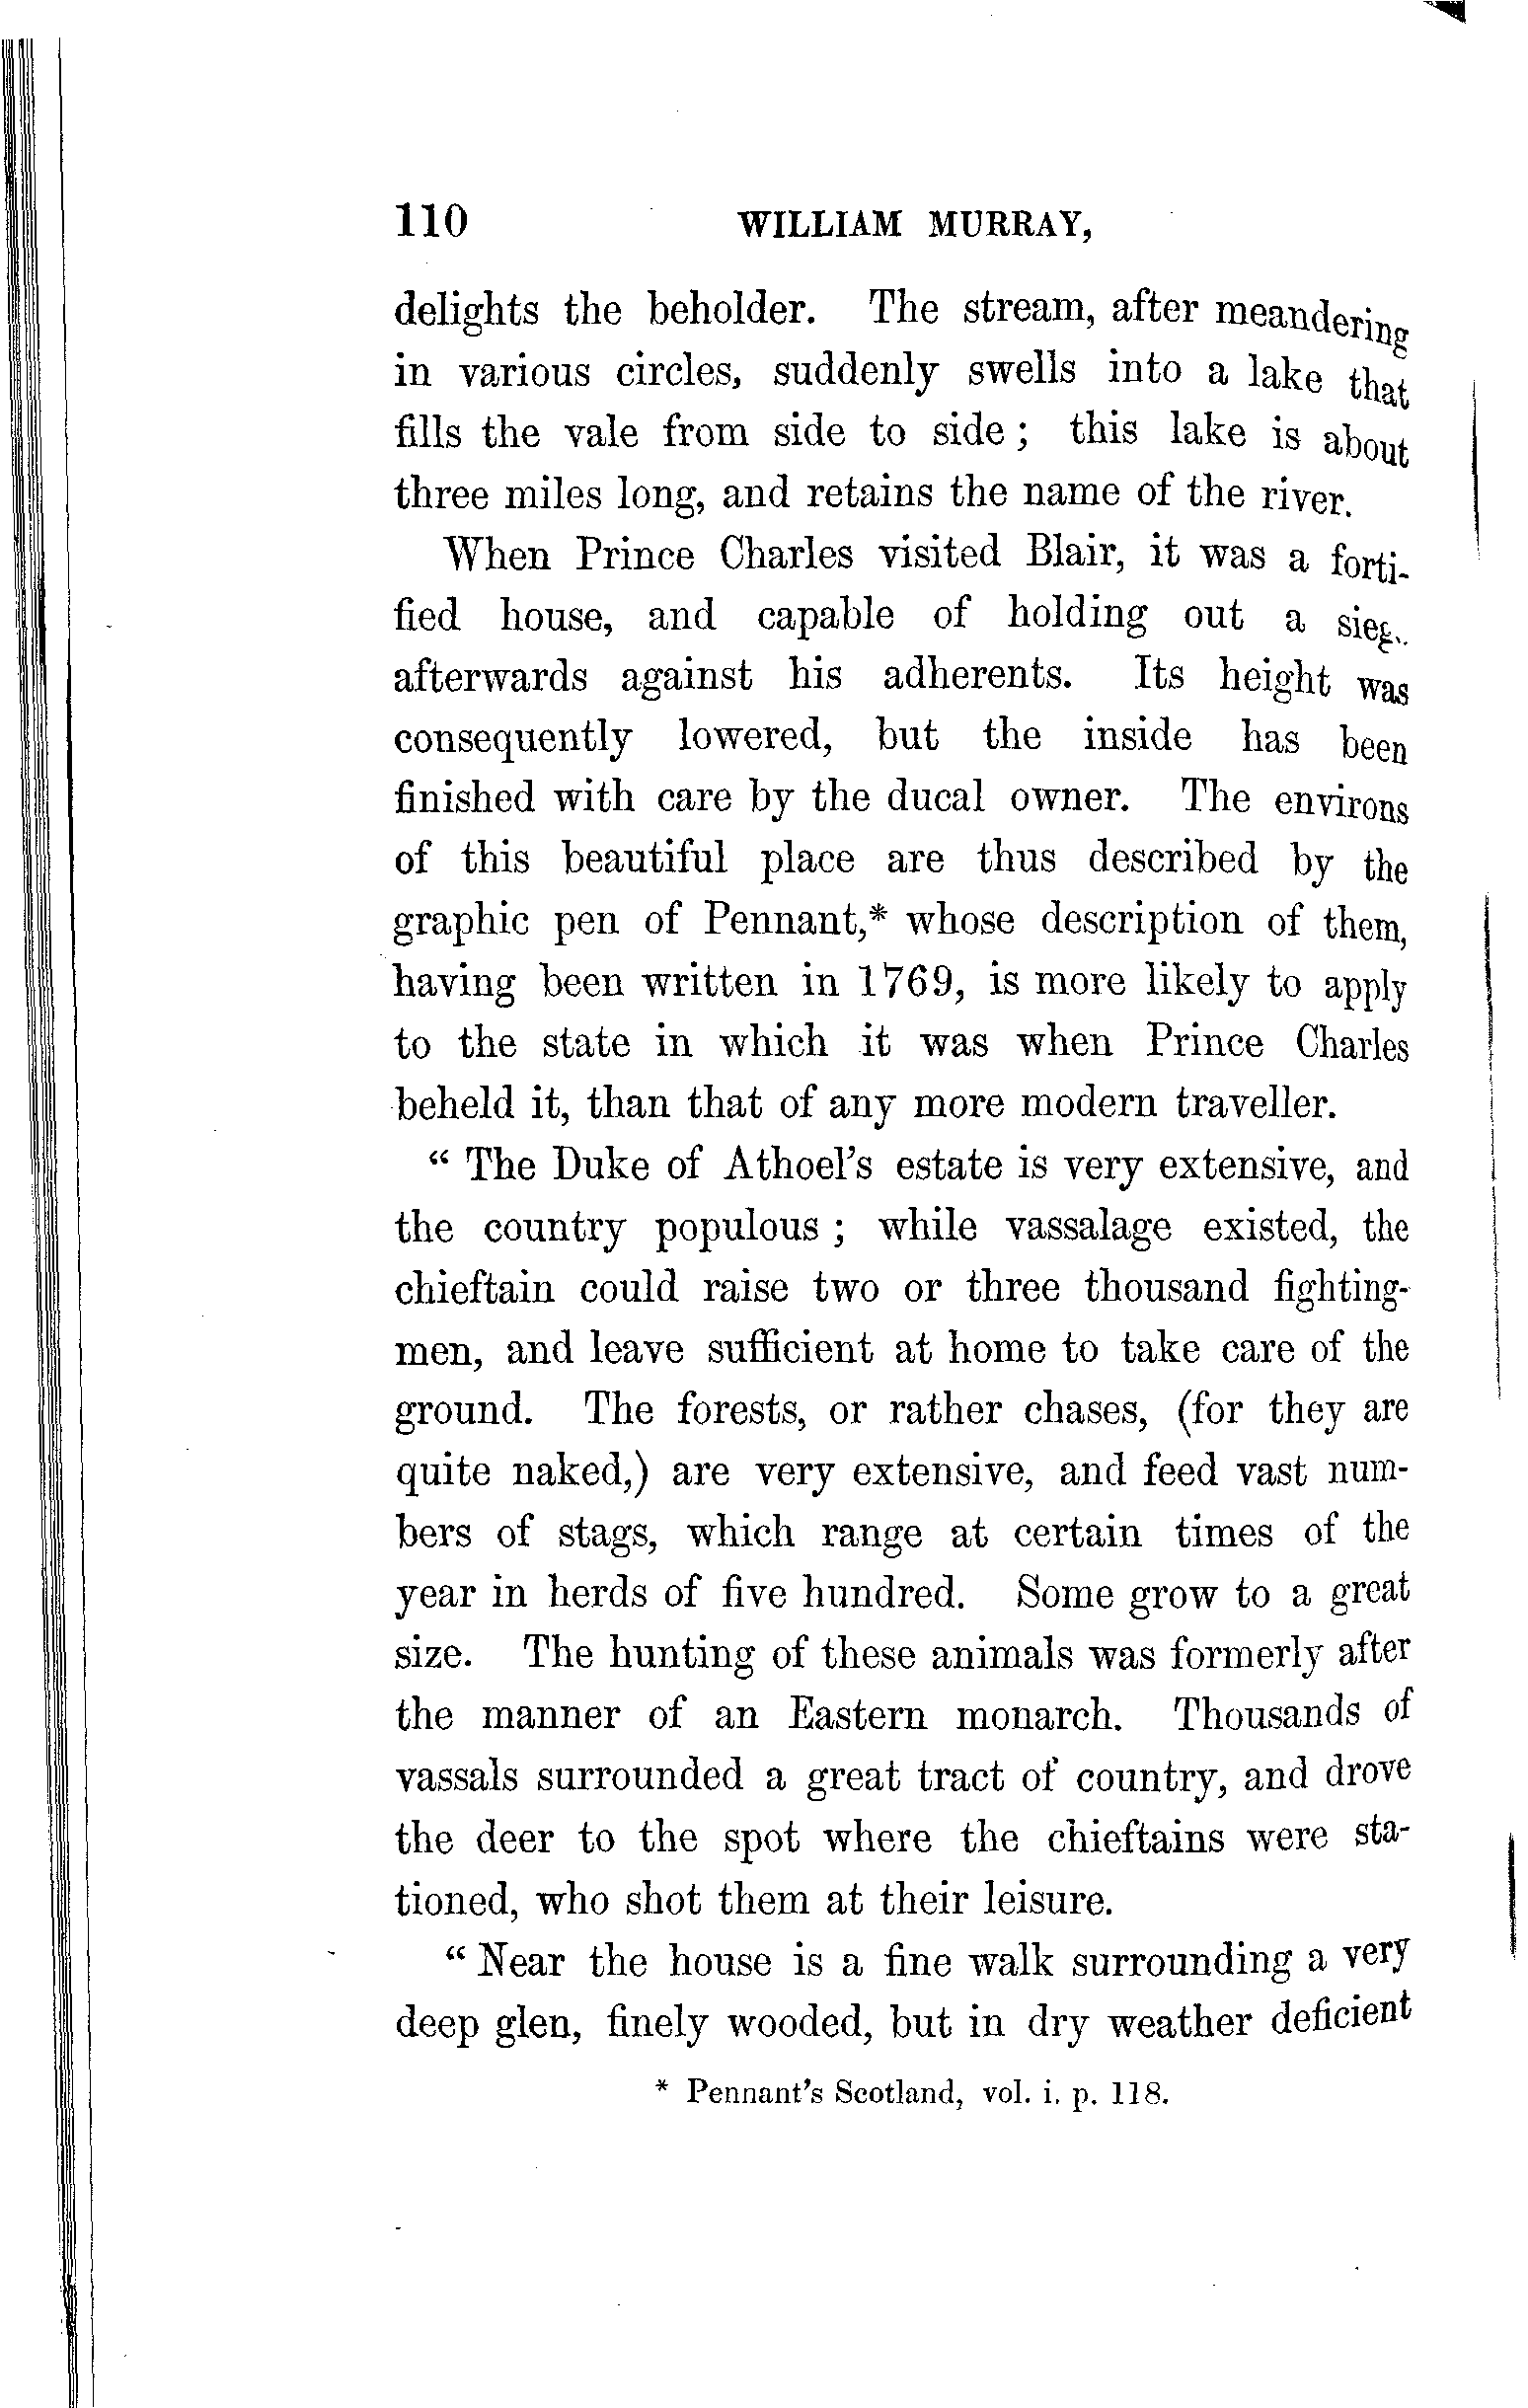 110 WILLIAM MURRAY,
delights the beholder. The stream, after meandering
in various circles, suddenly swells into a lake that
fills the vale from side to side; this lake is about
three miles long, and retains the name of the river.
When Prince Charles visited Blair, it was a forti-
fied house, and capable of holding out a
afterwards against his adherents. Its height was
consequently lowered, but the inside has been
finished with care by the ducal owner. The environs
of this beautiful place are thus described by the
graphic pen of Pennant,* whose description of them,
having been written in 1769, is more likely to apply
to the state in which it was when Prince Charles
beheld it, than that of any more modern traveller.
“ The Duke of Athoel's estate is very extensive, and
the country populous; while vassalage existed, the
chieftain could raise two or three thousand fighting-
men, and leave sufficient at home to take care of the
ground. The forests, or rather chases, (for they are
quite naked,) are very extensive, and feed vast num-
bers of stags, which range at certain times of the
year in herds of five hundred. Some grow to a great
size. The hunting of these animals was formerly after
the manner of an Eastern monarch. Thousands of
vassals surrounded a great tract of country, and drove
the deer to the spot where the chieftains were sta-
tioned, who shot them at their leisure.
“ Near the house is a fine walk surrounding a very
deep glen, finely wooded, but in dry weather deficient
* Pennant's Scotland, vol. i. p. 118.